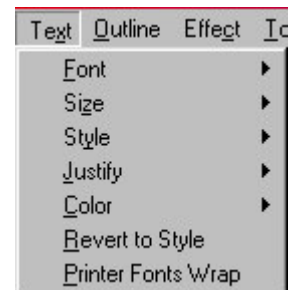 Text Outline Effect
Font
Size
Style
Justify
Color
Revert to Style
Printer Fonts Wrap